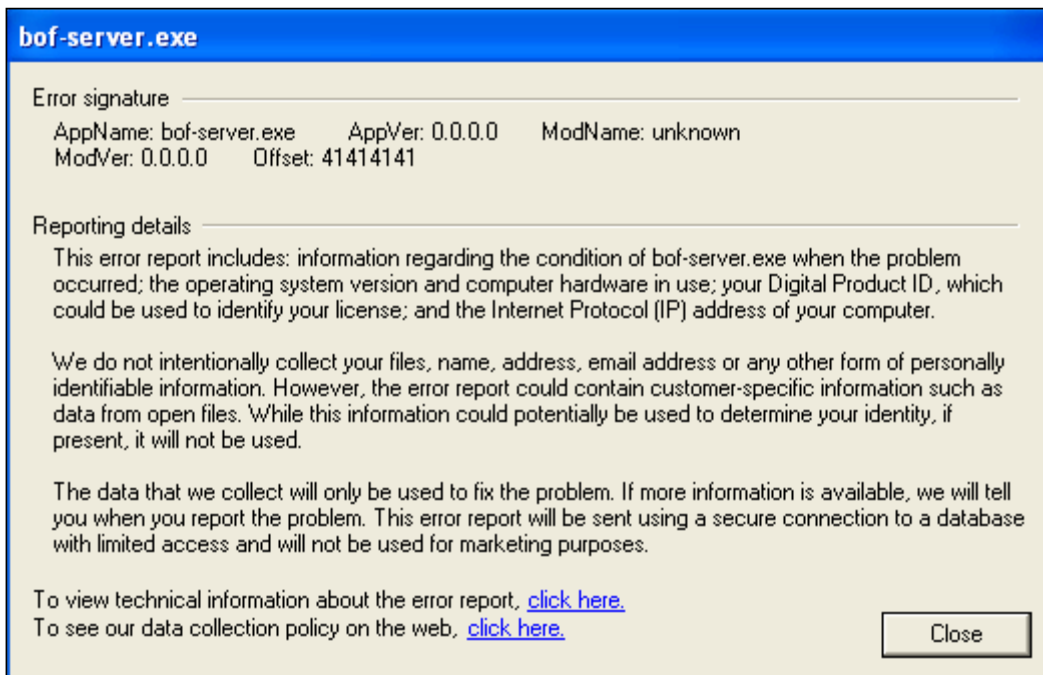 bof-server.exe
Error signature
AppName: bof-server.exe AppVer: 0.0.0.0 ModName: unknown
ModVer: 0.0.0.0 Offset: 41414141
Reporting details
This error report includes: information regarding the condition of bof-server.exe when the problem
occurred; the operating system version and computer hardware in use; your Digital Product ID, which
could be used to identify your license; and the Internet Protocol (IP) address of your computer.
We do not intentionally collect your files, name, address, email address or any other form of personally
identifiable information. However, the error report could contain customer-specific information such as
data from open files. While this information could potentially be used to determine your identity, if
present, it will not be used.
The data that we collect will only be used to fix the problem. If more information is available, we will tell
you when you report the problem. This error report will be sent using a secure connection to a database
with limited access and will not be used for marketing purposes.
To view technical information about the error report, click here.
To see our data collection policy on the web, click here.
Close